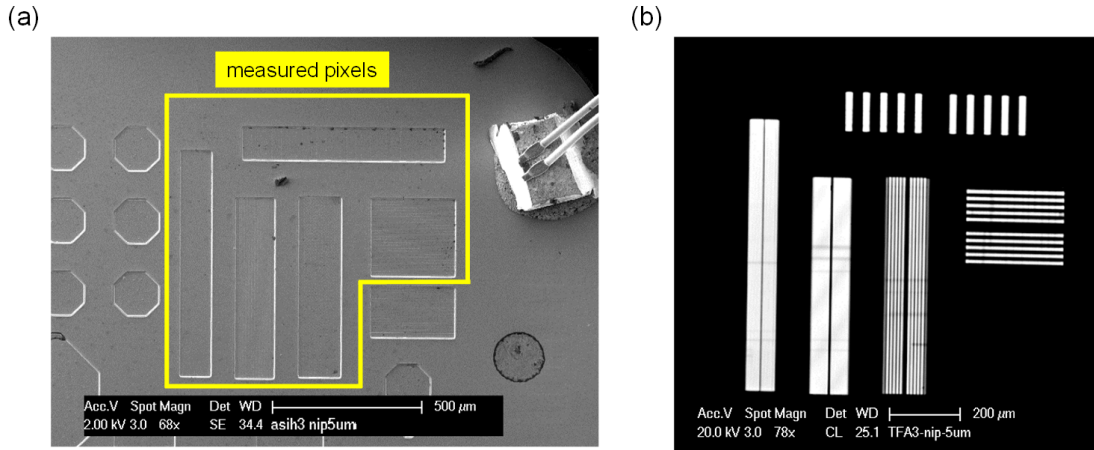 (a)
(b)
measured pixels
Acc.V Spot Magn Det WD 500 µm
2.00 kV 3.0 68x SE 34.4 asih3 nip5um
Acc.V Spot Magn Det WD 200 µm
20.0 kV 3.0 78x CL 25.1 TFA3-nip-5um